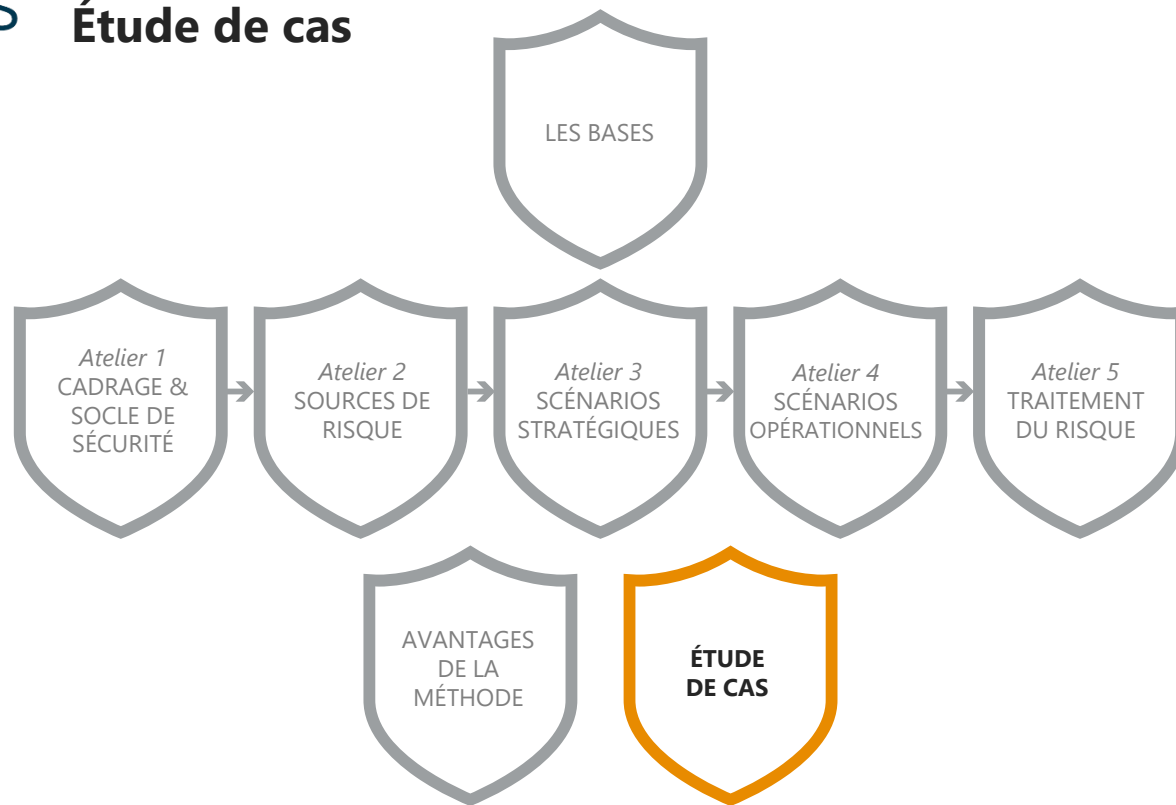 Étude de cas
LES BASES
Atelier 1
CADRAGE &
SOCLE DE
SÉCURITÉ
Atelier 2
SOURCES DE
RISQUE
Atelier 3
SCÉNARIOS
STRATÉGIQUES
Atelier 4
SCÉNARIOS
OPÉRATIONNELS
Atelier 5
TRAITEMENT
DU RISQUE
AVANTAGES
DE LA
MÉTHODE
ÉTUDE
DE CAS